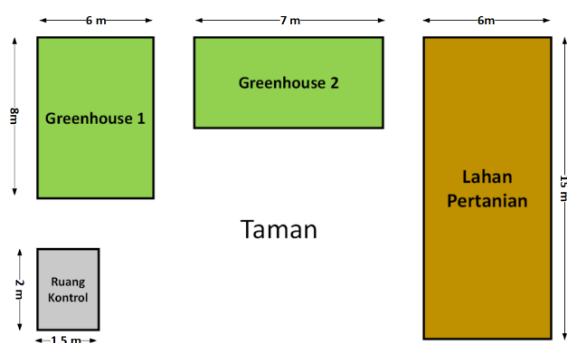 6 m
7 m
6m
8m
Greenhouse 1
Greenhouse 2
Lahan
Pertanian
15 m
Taman
2 m
Ruang
Kontrol
1.5 m